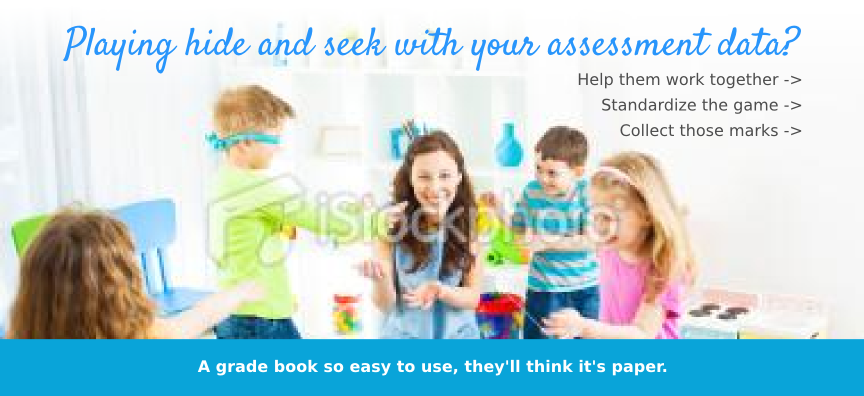 Playing hide and seek with your assessment data?
Help them work together ->
Standardize the game ->
Collect those marks ->
iStockphoto
A grade book so easy to use, they'll think it's paper.